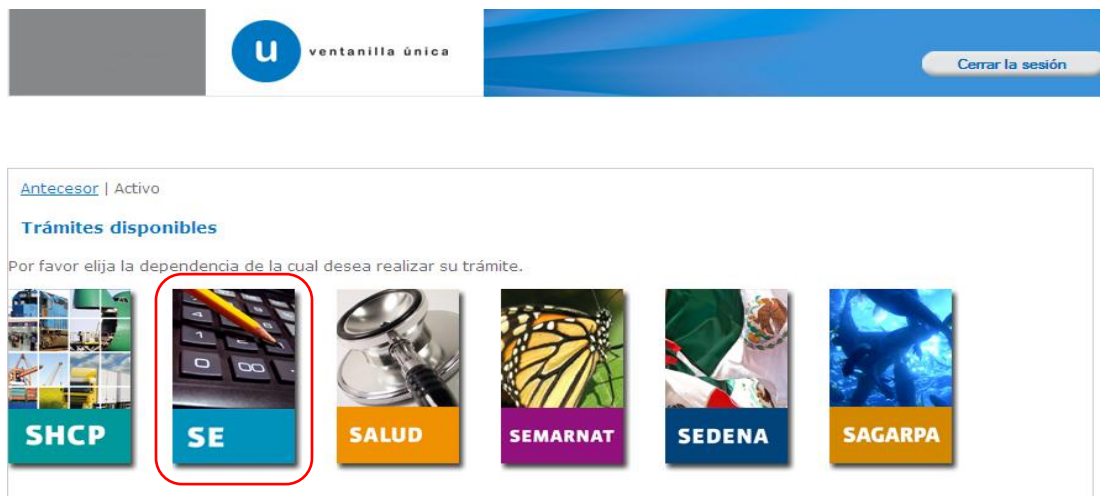 u ventanilla única
Cerrar la sesión
Antecesor | Activo
Trámites disponibles
Por favor elija la dependencia de la cual desea realizar su trámite.
SHCP SE SALUD SEMARNAT SEDENA SAGARPA